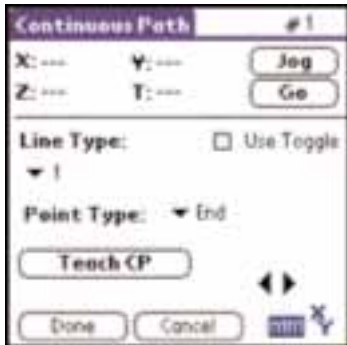 Continuous Path #1
X: --- Y: --- Jog
Z: --- T: --- Go
Line Type: Use Toggle
1
Point Type: End
Teach CP
Done Cancel mm X Y